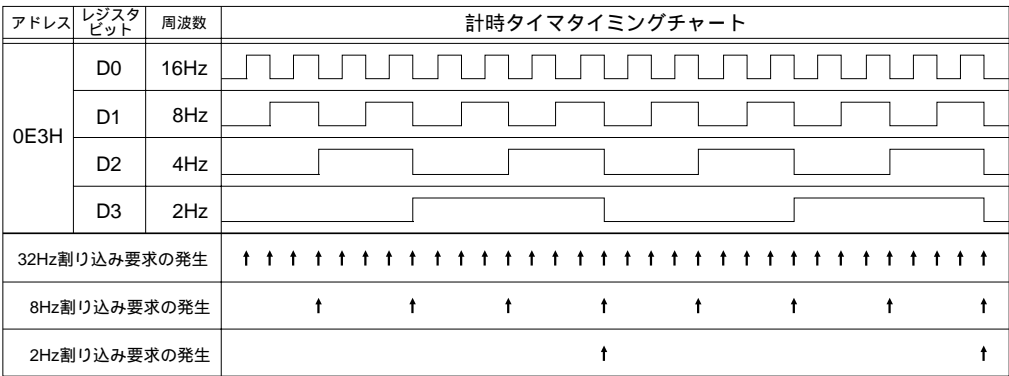 アドレス
レジスタ
ビット
周波数
計時タイマタイミングチャート
0E3H
D0
16Hz
D1
8Hz
D2
4Hz
D3
2Hz
32Hz割り込み要求の発生
8Hz割り込み要求の発生
2Hz割り込み要求の発生